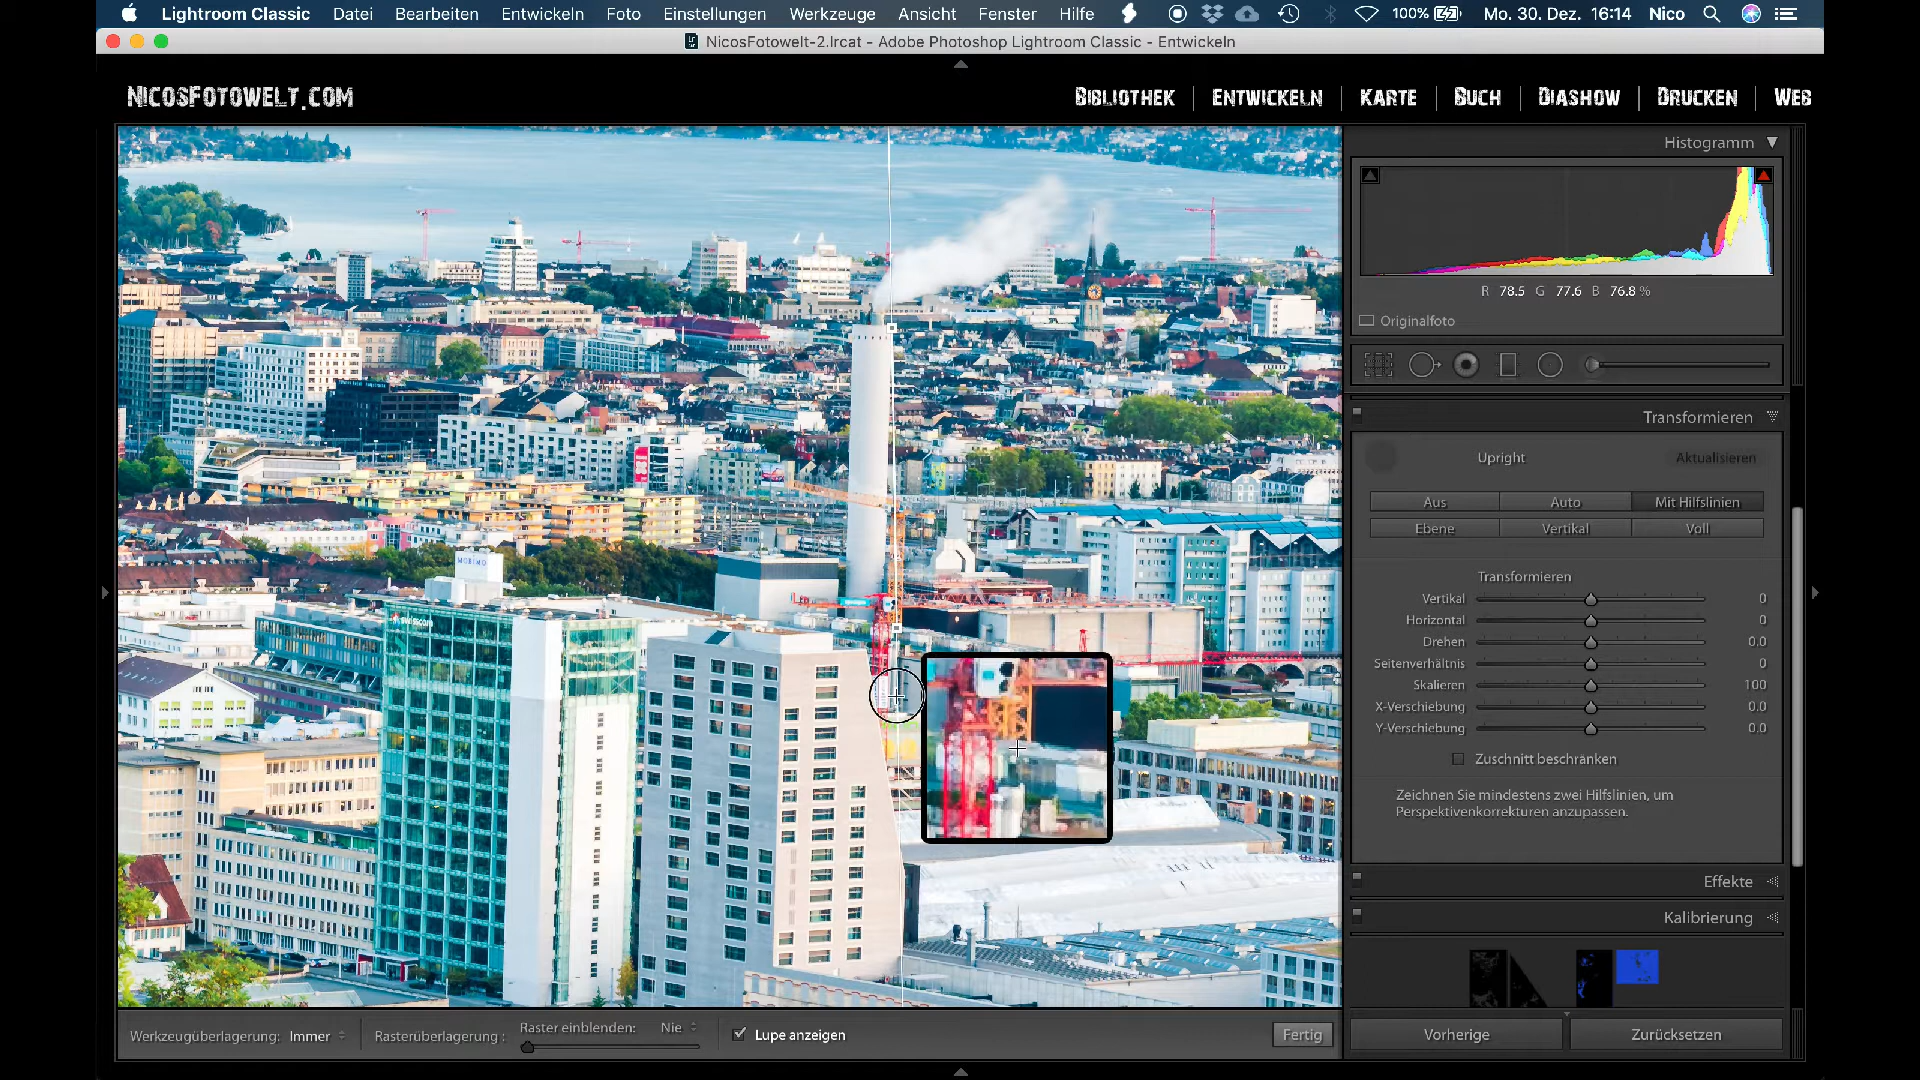 Lightroom Classic Datei Bearbeiten Entwickeln Foto Einstellungen Werkzeuge Ansicht Fenster Hilfe 100% Mo. 30. Dez. 16:14 Nico
NicosFotowelt-2.lrcat - Adobe Photoshop Lightroom Classic - Entwickeln
NicosFotowelt.com Bibliothek Entwickeln Karte Buch Diashow Drucken Web
Histogramm
R 78.5 G 77.6 B 76.8 %
Originalfoto
Transformieren
Upright Aktualisieren
Aus Auto Mit Hilfslinien
Ebene Vertikal Voll
Transformieren
Vertikal 0
Horizontal 0
Drehen 0.0
Seitenverhältnis 0
Skalieren 100
X-Verschiebung 0.0
Y-Verschiebung 0.0
Zuschnitt beschränken
Zeichnen Sie mindestens zwei Hilfslinien, um
Perspektivenkorrekturen anzupassen.
Effekte
Kalibrierung
MOBIMO
swisscom
Werkzeugüberlagerung: Immer Rasterüberlagerung : Raster einblenden: Nie Lupe anzeigen Fertig
Vorherige Zurücksetzen